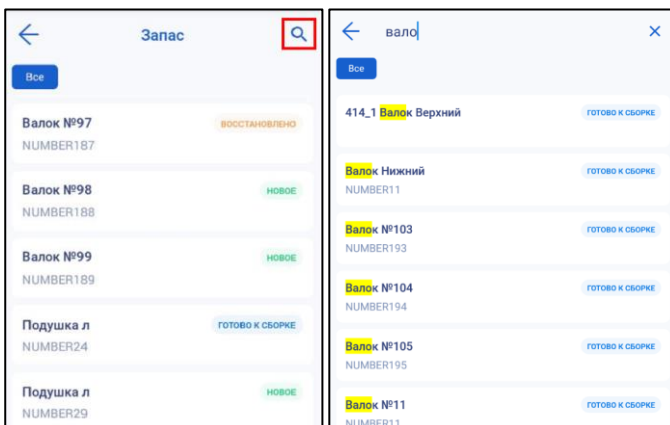 Запас
Все
Валок №97
ВОССТАНОВЛЕНО
NUMBER187
Валок №98
НОВОЕ
NUMBER188
Валок №99
НОВОЕ
NUMBER189
Подушка л
ГОТОВО К СБОРКЕ
NUMBER24
Подушка л
НОВОЕ
NUMBER29
вало
Все
414_1 Валок Верхний
ГОТОВО К СБОРКЕ
Валок Нижний
ГОТОВО К СБОРКЕ
NUMBER11
Валок №103
ГОТОВО К СБОРКЕ
NUMBER193
Валок №104
ГОТОВО К СБОРКЕ
NUMBER194
Валок №105
ГОТОВО К СБОРКЕ
NUMBER195
Валок №11
ГОТОВО К СБОРКЕ
NUMBER11